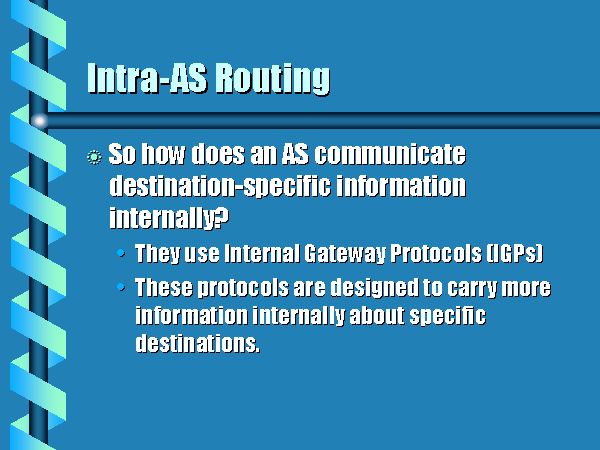 Intra-AS Routing
So how does an AS communicate
destination-specific information
internally?
They use Internal Gateway Protocols (IGPs)
These protocols are designed to carry more
information internally about specific
destinations.